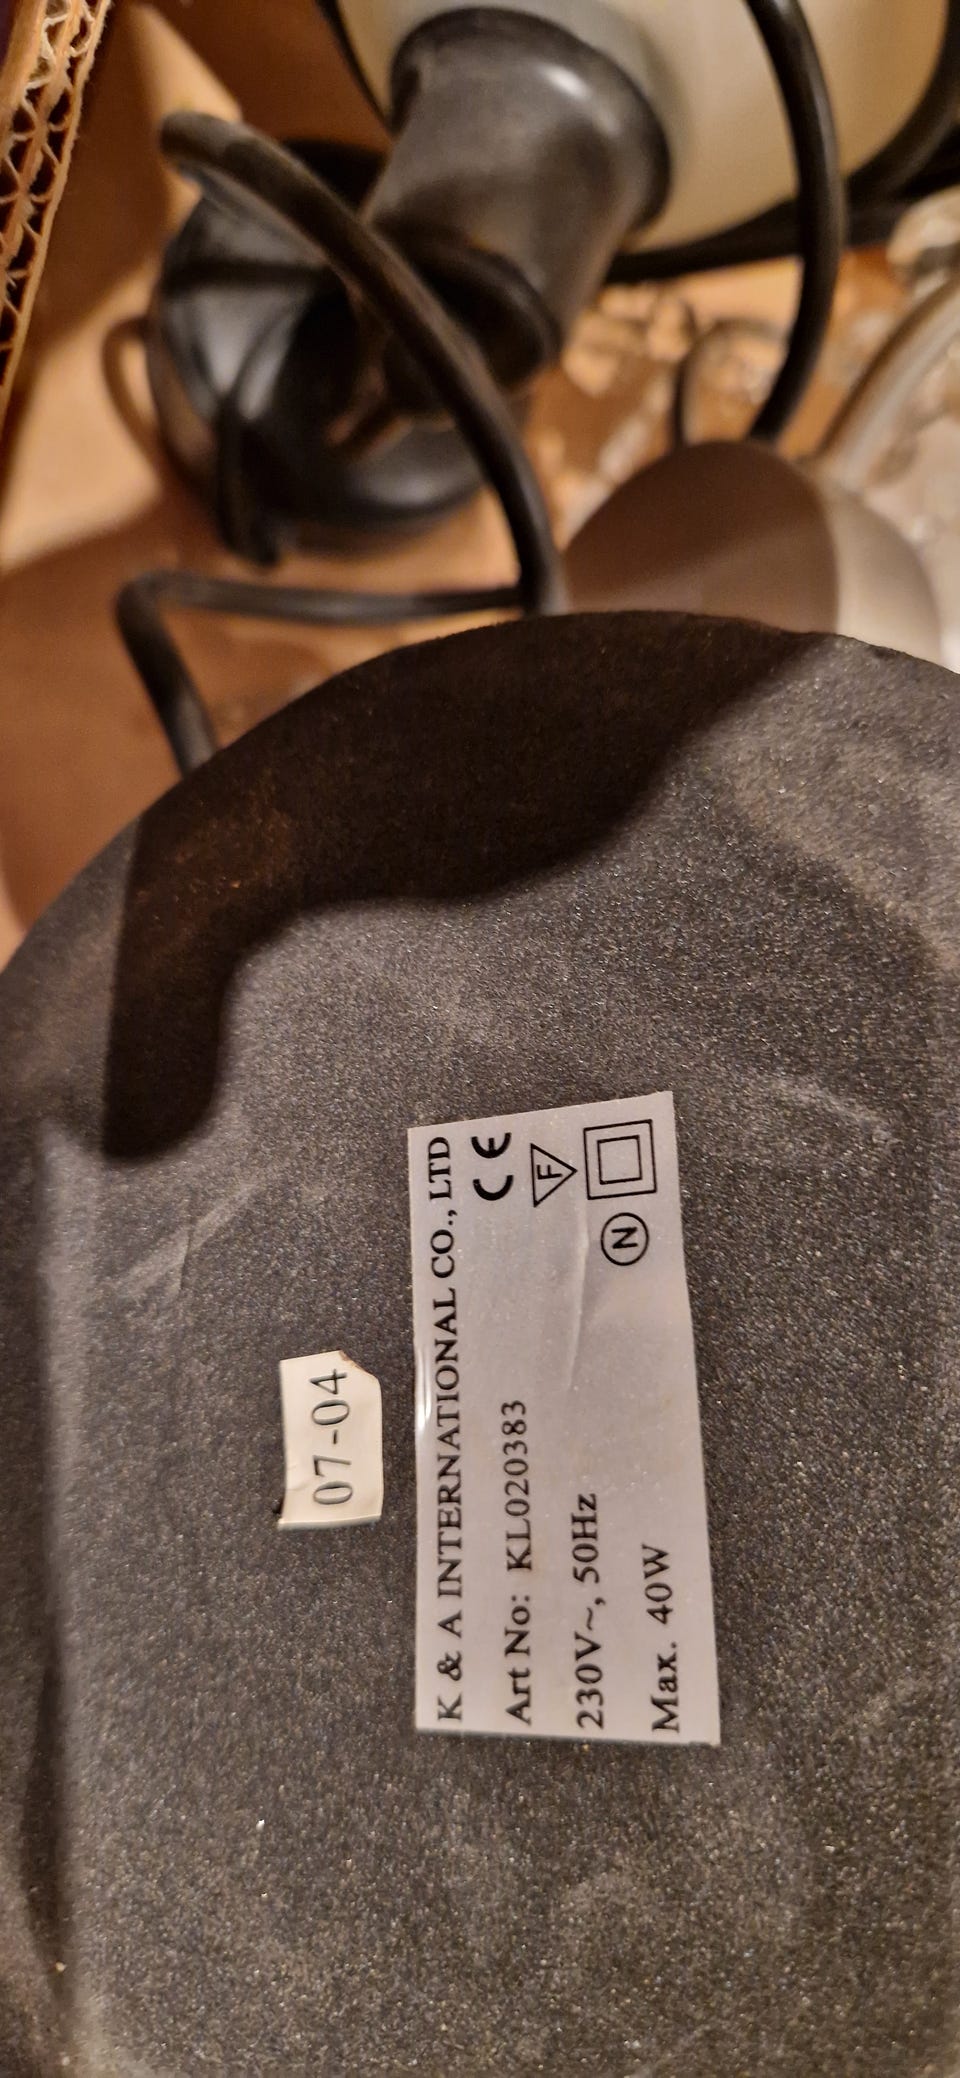 K & A INTERNATIONAL CO., LTD
Art No: KL020383
CE
230V~, 50Hz
F
Max. 40W
N
07-04